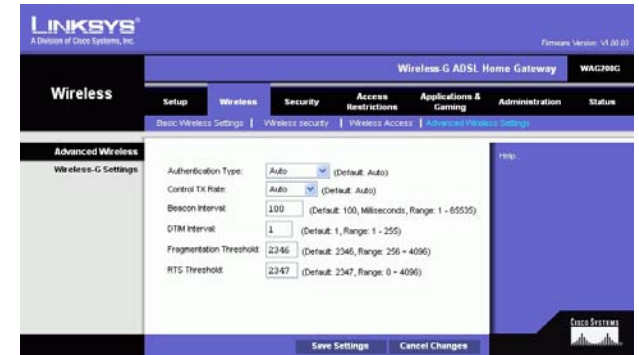 LINKSYS®
A Division of Cisco Systems, Inc.
Firmware Version: V1.00.03
Wireless-G ADSL Home Gateway WAG200G
Wireless
Setup Wireless Security Access Restrictions Applications & Gaming Administration Status
Basic Wireless Settings | Wireless security | Wireless Access | Advanced Wireless Settings
Advanced Wireless
Wireless-G Settings
Help...
Authentication Type: Auto (Default: Auto)
Control TX Rate: Auto (Default: Auto)
Beacon Interval: 100 (Default: 100, Milliseconds, Range: 1 - 65535)
DTIM Interval: 1 (Default: 1, Range: 1 - 255)
Fragmentation Threshold: 2346 (Default: 2346, Range: 256 ~ 4096)
RTS Threshold: 2347 (Default: 2347, Range: 0 ~ 4096)
Save Settings Cancel Changes
CISCO SYSTEMS